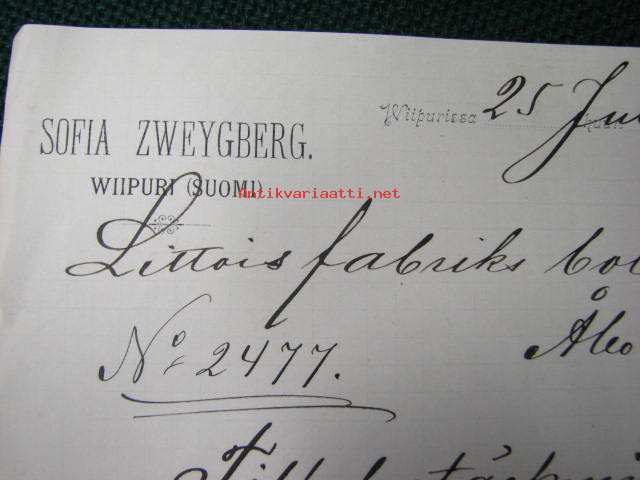 Wiipurissa 25
SOFIA ZWEYGBERG.
WIIPURI (SUOMI)
Antikvariaatti.net
Littois fabriks
Åbo
No 2477.